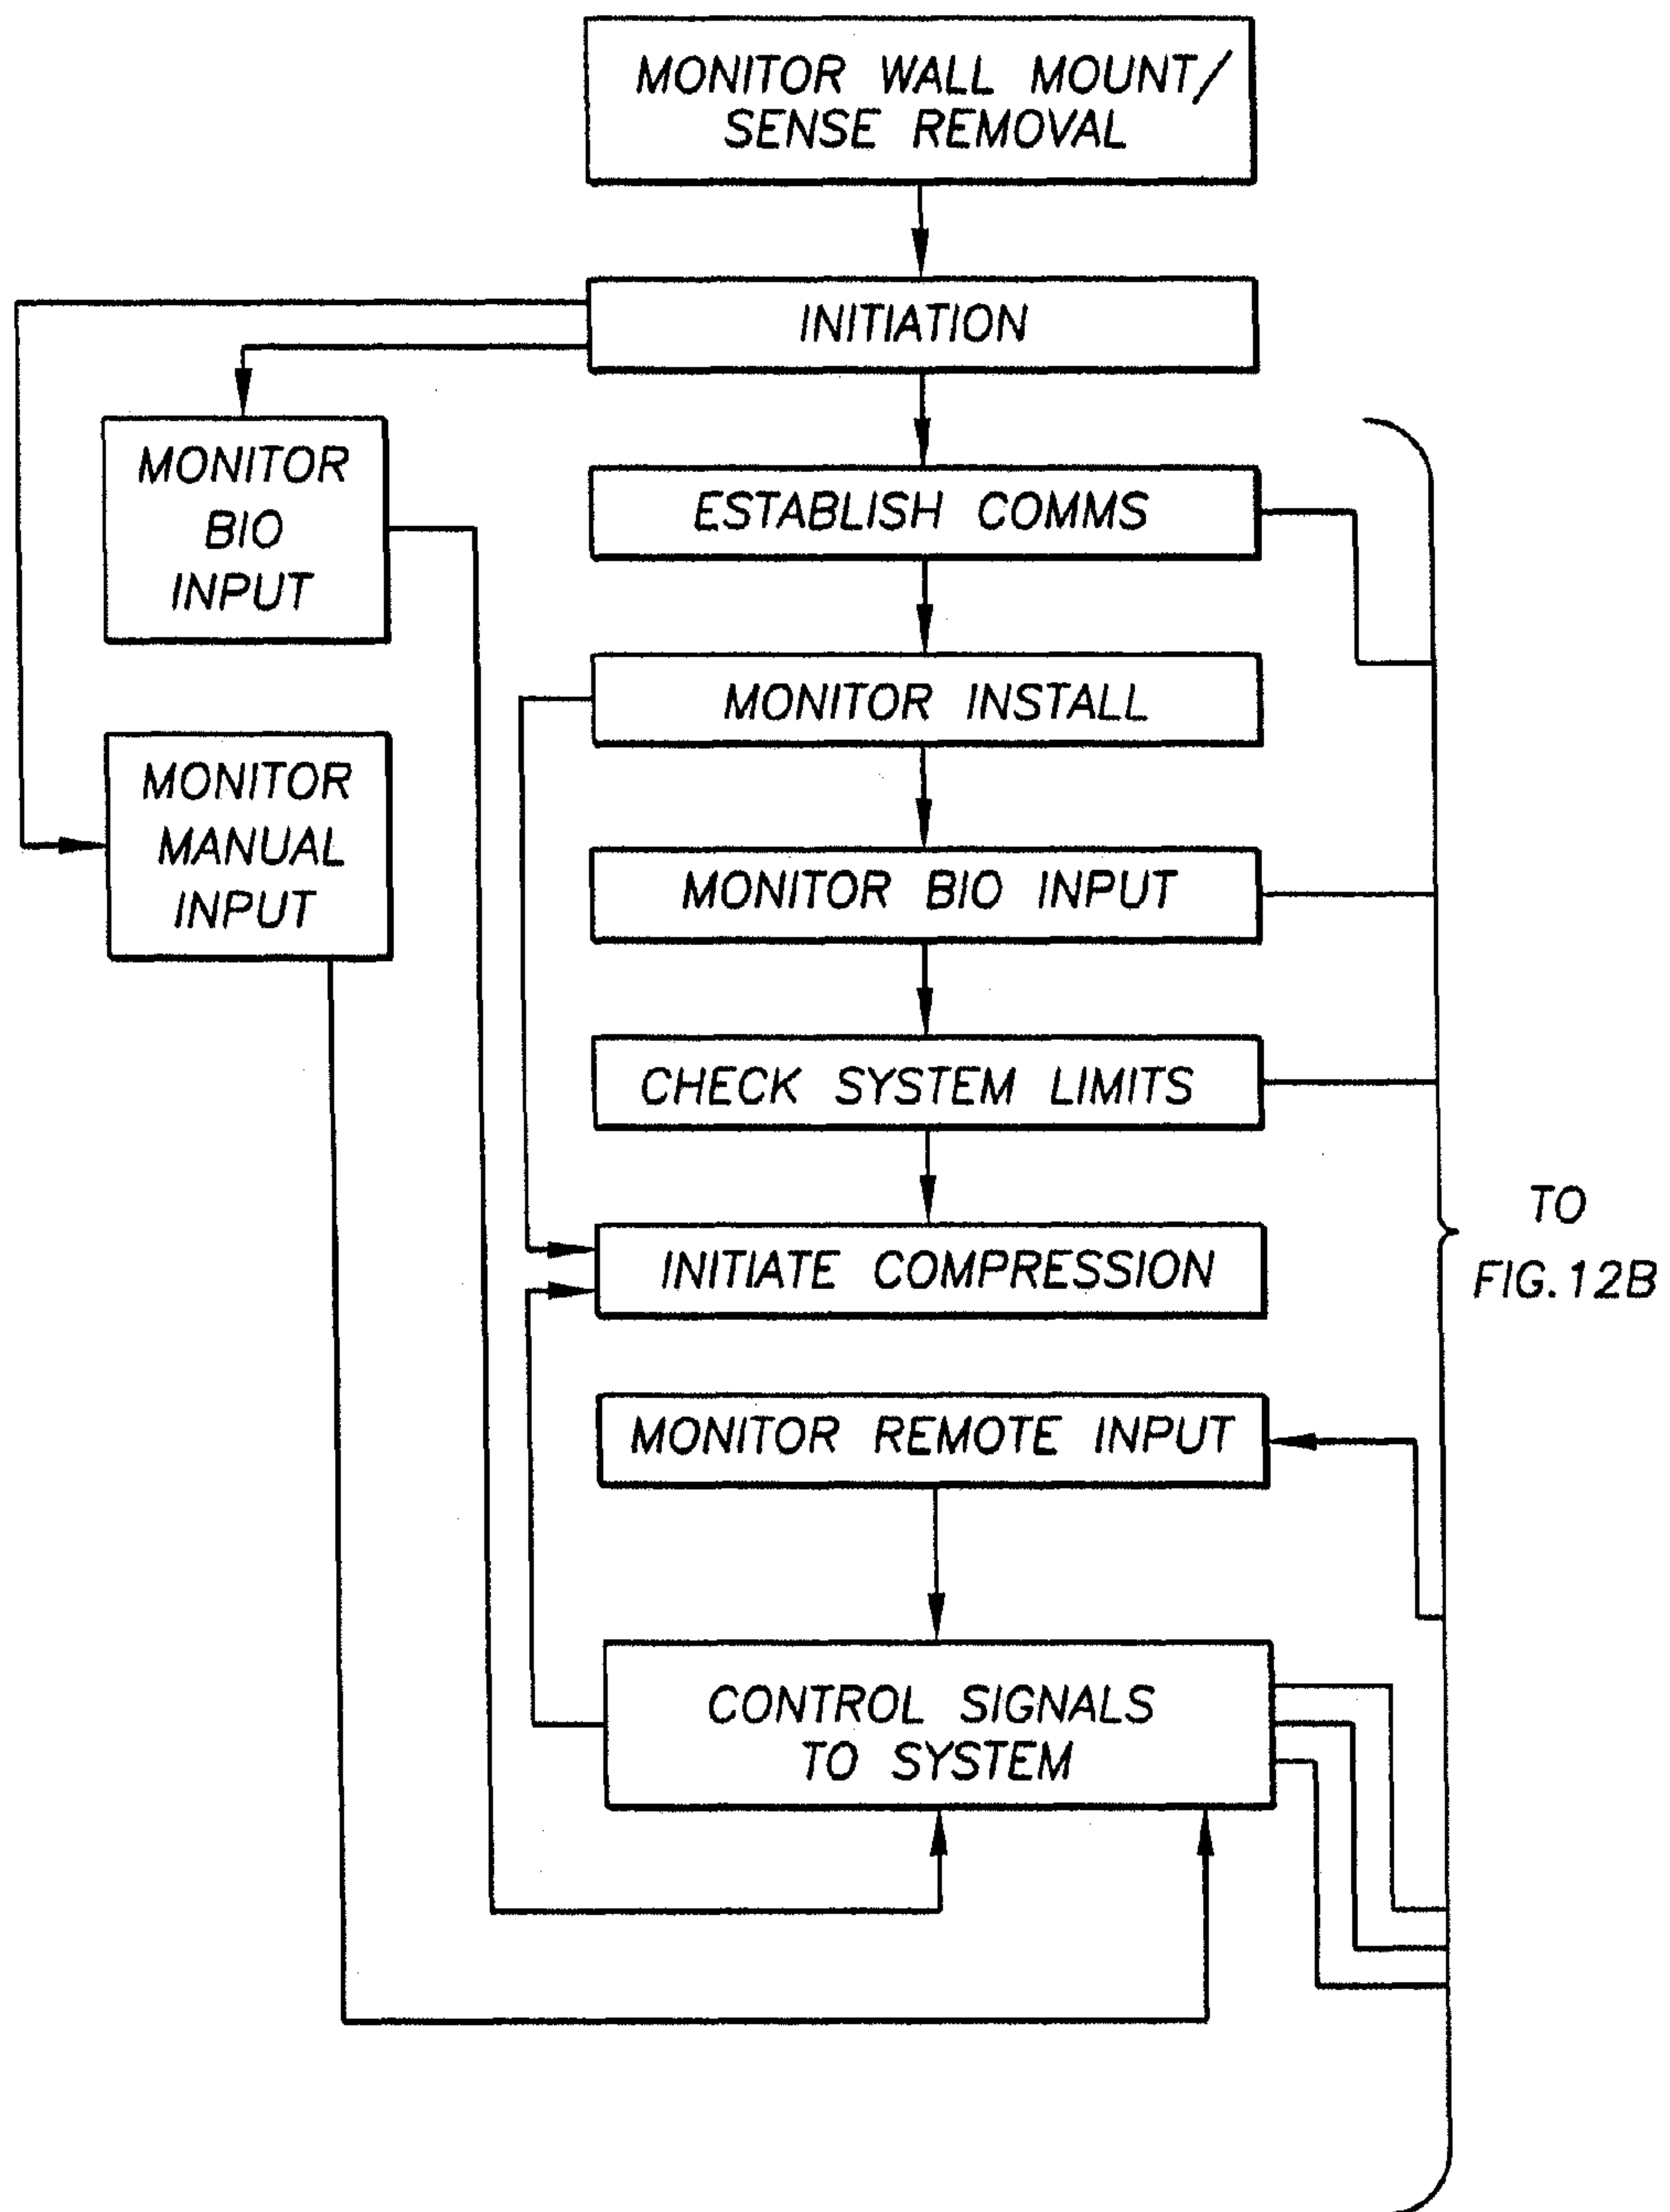 MONITOR WALL MOUNT/
SENSE REMOVAL
INITIATION
MONITOR
BIO
INPUT
ESTABLISH COMMS
MONITOR INSTALL
MONITOR
MANUAL
INPUT
MONITOR BIO INPUT
CHECK SYSTEM LIMITS
INITIATE COMPRESSION
TO
FIG.12B
MONITOR REMOTE INPUT
CONTROL SIGNALS
TO SYSTEM